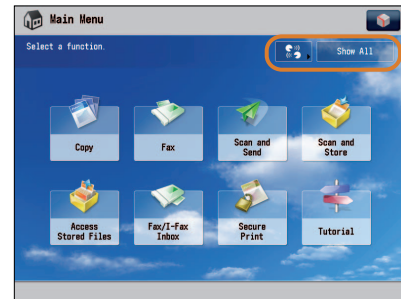 Main Menu
Select a function.
Show All
Copy
Fax
Scan and
Send
Scan and
Store
Access
Stored Files
Fax/I-Fax
Inbox
Secure
Print
Tutorial